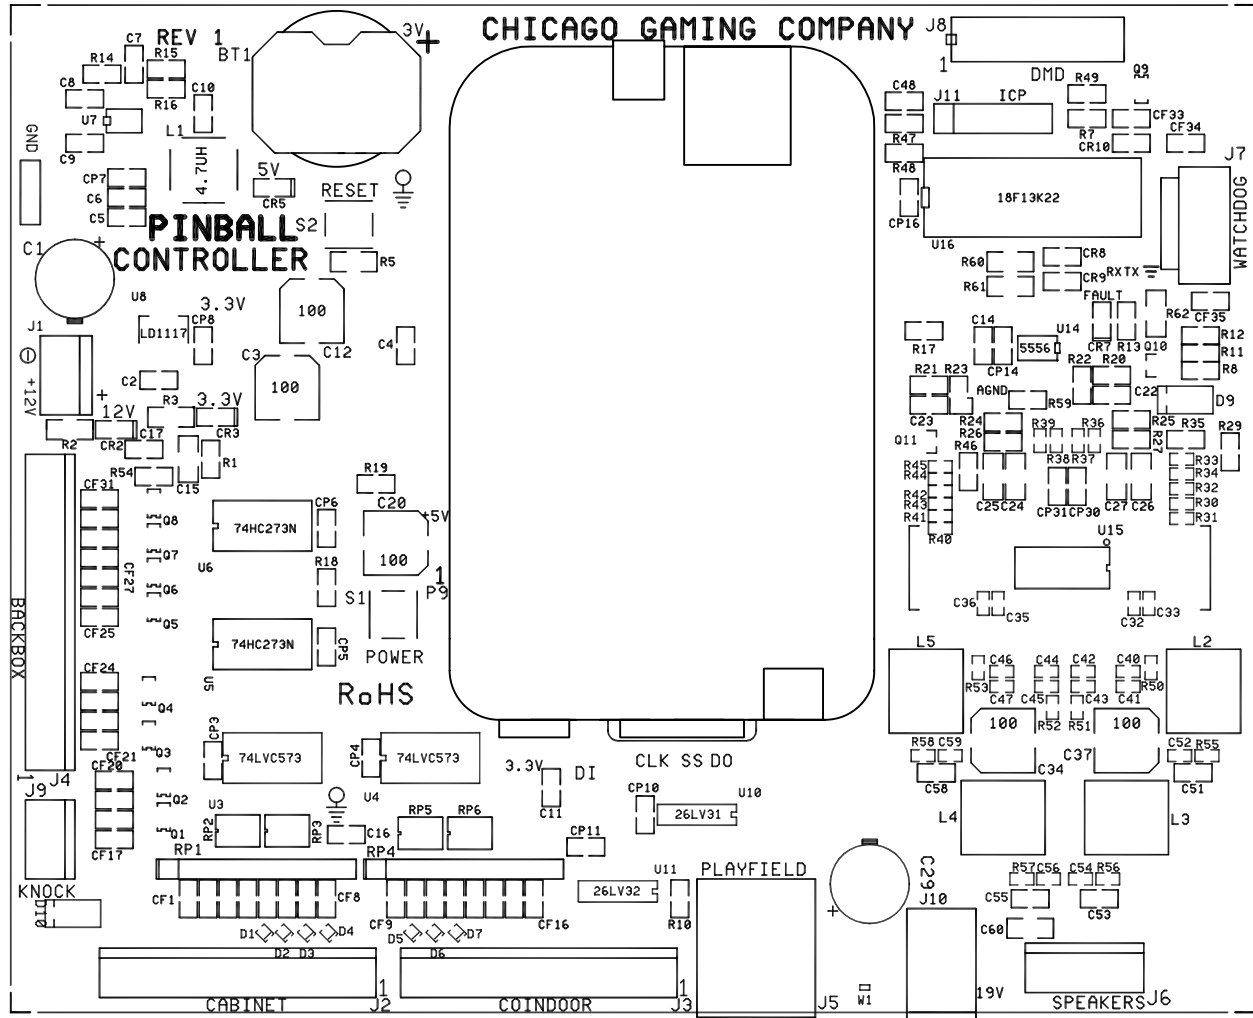 CHICAGO GAMING COMPANY
REV 1
BT1
3V
+
J8
1
DMD
Q9
C7
R14
R15
R16
C8
C10
U7
C9
L1
4.7UH
GND
5V
CR5
RESET
S2
R5
CP7
C6
C5
PINBALL
CONTROLLER
C1
+
C48
R47
R48
J11
ICP
R49
R7
CF33
CR10
CF34
J7
WATCHDOG
18F13K22
CP16
U16
R60
R61
CR8
CR9
RXTX
FAULT
CF35
R62
U8
LD1117
3.3V
CP8
100
C12
C3
100
C4
J1
⊖ +12V
+
C2
R3
3.3V
12V
R2
CR2
C17
CR3
R1
R54
C15
R17
C14
CP14
5556
U14
CR7
R13
Q10
R12
R11
R8
R21
R23
C23
AGND
R59
R22
R20
C22
D9
R24
R26
R39
R36
R25
R27
R35
R29
Q11
R46
R38
R37
R45
R44
R42
R43
R41
R40
C25
C24
CP31
CP30
C27
C26
R33
R34
R32
R30
R31
U15
C36
C35
C32
C33
CF31
CF27
CF25
Q8
Q7
Q6
Q5
74HC273N
U6
CP6
R18
R19
C20
+5V
100
1
P9
S1
POWER
74HC273N
U5
CP5
RoHS
BACKBOX
1
J4
CF24
CF21
CF20
CF17
Q4
Q3
Q2
Q1
CP3
74LVC573
U3
CP4
74LVC573
U4
J9
KNOCK
D10
RP2
RP3
C16
RP5
RP6
RP1
RP4
CF1
CF8
CF9
CF16
D1
D2
D3
D4
D5
D6
D7
CABINET
1
J2
COINDOOR
1
J3
CLK SS DO
3.3V
DI
C11
CP10
26LV31
U10
CP11
26LV32
U11
R10
PLAYFIELD
J5
+
C29
J10
19V
W1
L5
L2
R53
C46
C47
C44
C45
C42
C43
C40
C41
R50
R52
R51
100
C34
100
C37
R58
C59
C58
C52
R55
C51
L4
L3
R57
C56
C55
C54
R56
C53
C60
SPEAKERS
J6